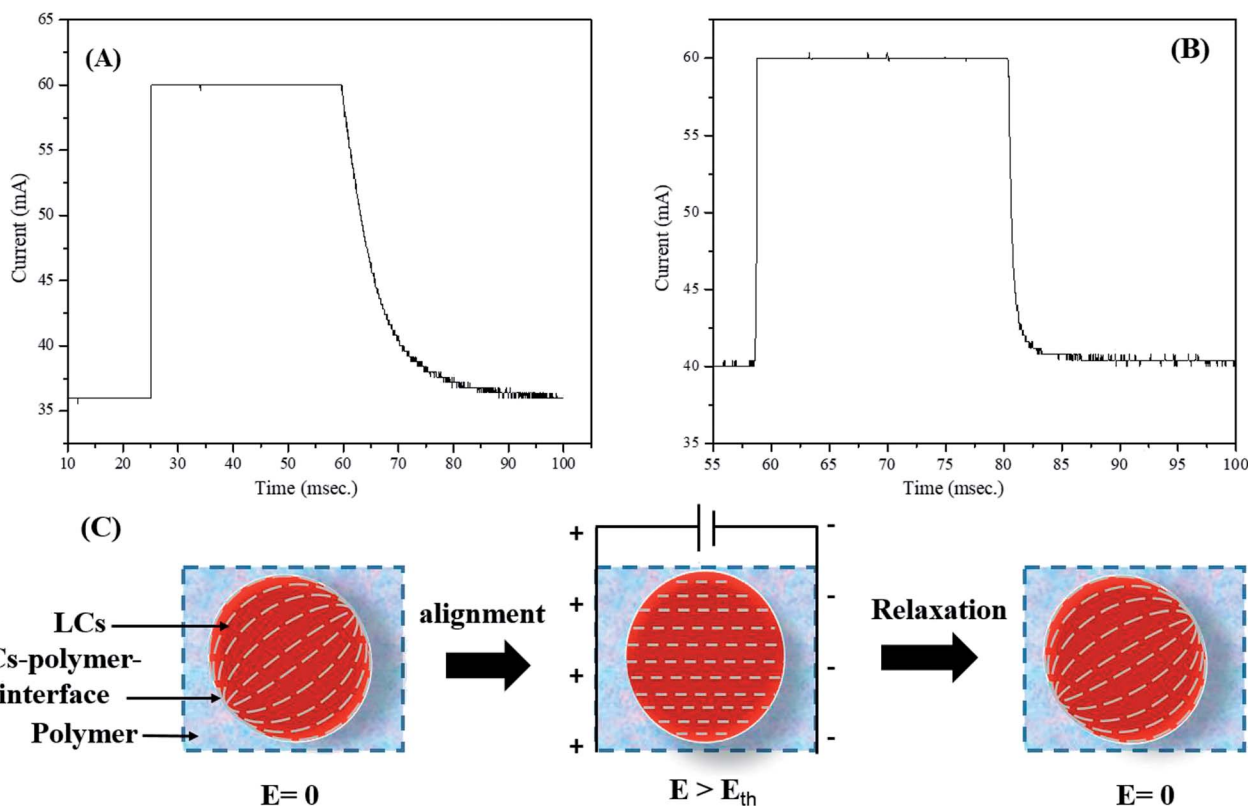 (A)
65
60
55
50
45
40
35
Current (mA)
10 20 30 40 50 60 70 80 90 100
Time (msec.)
(B)
60
55
50
45
40
35
Current (mA)
55 60 65 70 75 80 85 90 95 100
Time (msec.)
(C)
LCs
Cs-polymer-
interface
Polymer
E= 0
alignment
+ -
+ -
+ -
+ -
E > Eth
Relaxation
E= 0